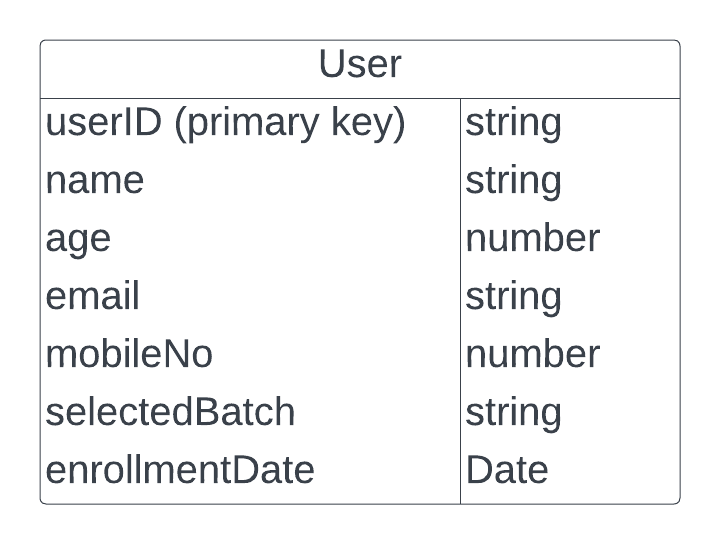 User
userID (primary key) string
name string
age number
email string
mobileNo number
selectedBatch string
enrollmentDate Date